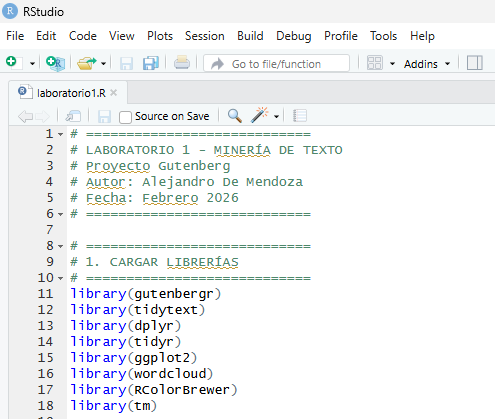 RStudio
File Edit Code View Plots Session Build Debug Profile Tools Help
Go to file/function Addins
laboratorio1.R
Source on Save
1 # ============================
2 # LABORATORIO 1 - MINERÍA DE TEXTO
3 # Proyecto Gutenberg
4 # Autor: Alejandro De Mendoza
5 # Fecha: Febrero 2026
6 # ============================
7
8 # ============================
9 # 1. CARGAR LIBRERÍAS
10 # ============================
11 library(gutenbergr)
12 library(tidytext)
13 library(dplyr)
14 library(tidyr)
15 library(ggplot2)
16 library(wordcloud)
17 library(RColorBrewer)
18 library(tm)